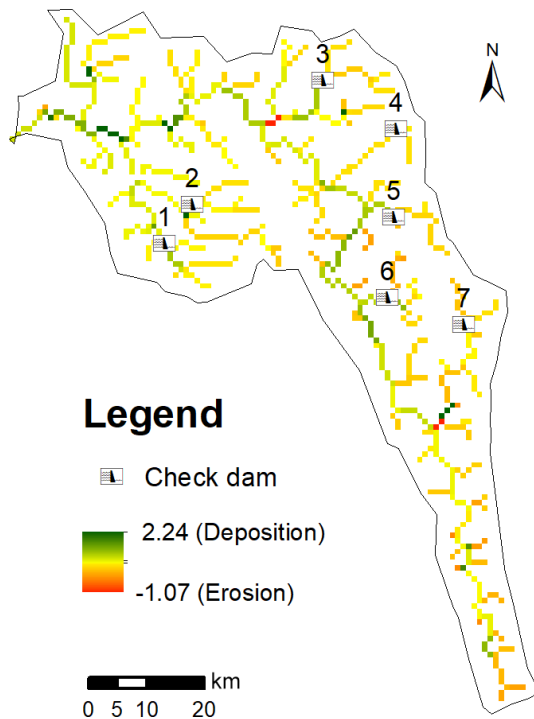 3
N
4
2
5
1
6
7
Legend
Check dam
2.24 (Deposition)
-1.07 (Erosion)
km
0 5 10 20